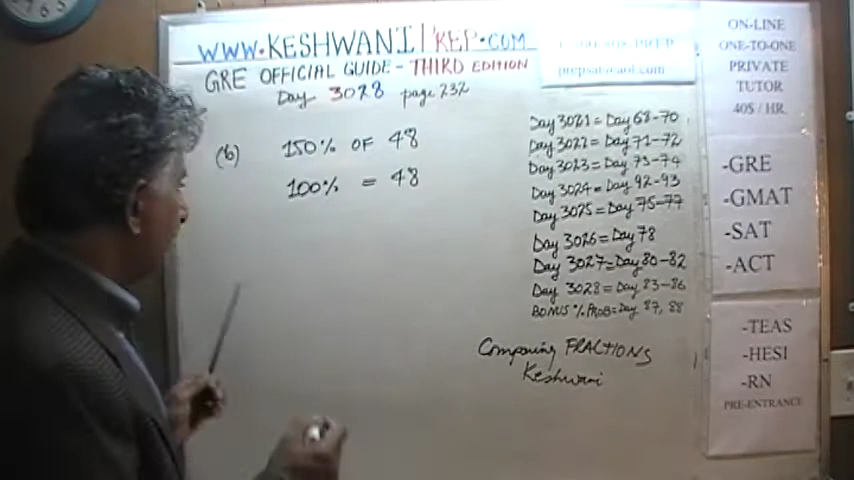 WWW.KESHWANIPREP.COM
GRE OFFICIAL GUIDE - THIRD EDITION
Day 3028 page 232
(b) 150% OF 48
100% = 48
prepsat@aol.com
Day 3021 = Day 68-70
Day 3022 = Day 71-72
Day 3023 = Day 73-74
Day 3024 = Day 92-93
Day 3025 = Day 75-77
Day 3026 = Day 78
Day 3027 = Day 80-82
Day 3028 = Day 83-86
BONUS % PROB = Day 87, 88
Comparing FRACTIONS
Keshwani
ON-LINE
ONE-TO-ONE
PRIVATE
TUTOR
40$ / HR
-GRE
-GMAT
-SAT
-ACT
-TEAS
-HESI
-RN
PRE-ENTRANCE